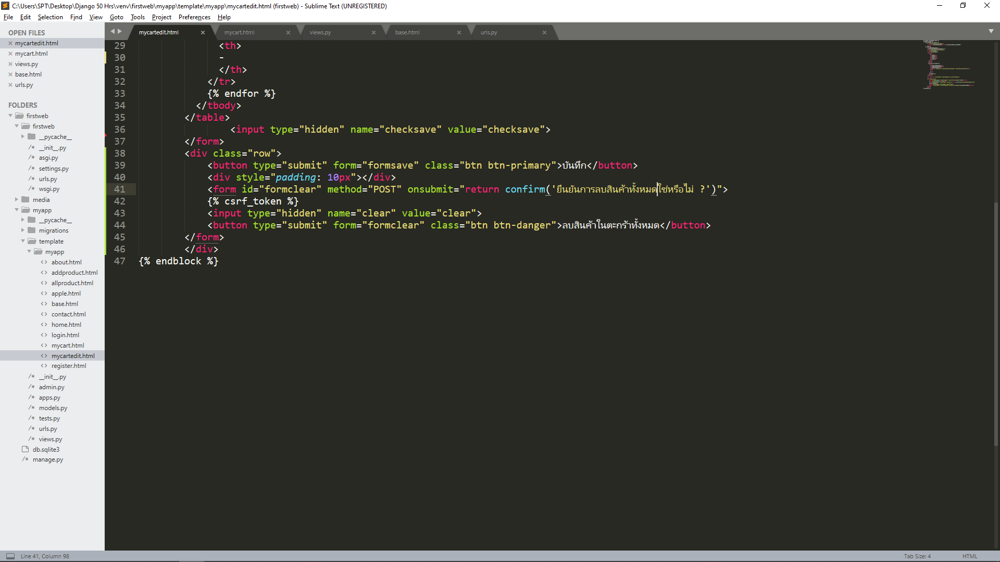 C:\Users\SPT\Desktop\Django 50 Hrs\venv\firstweb\myapp\template\myapp\mycartedit.html (firstweb) - Sublime Text (UNREGISTERED)
File Edit Selection Find View Goto Tools Project Preferences Help
OPEN FILES
mycartedit.html
mycart.html
views.py
base.html
urls.py
FOLDERS
firstweb
firstweb
__pycache__
__init__.py
asgi.py
settings.py
urls.py
wsgi.py
media
myapp
__pycache__
migrations
template
myapp
about.html
addproduct.html
allproduct.html
apple.html
base.html
contact.html
home.html
login.html
mycart.html
mycartedit.html
register.html
__init__.py
admin.py
apps.py
models.py
tests.py
urls.py
views.py
db.sqlite3
manage.py
mycartedit.html mycart.html views.py base.html urls.py
29 <th>
30 -
31 </th>
32 </tr>
33 {% endfor %}
34 </tbody>
35 </table>
36 <input type="hidden" name="checksave" value="checksave">
37 </form>
38 <div class="row">
39 <button type="submit" form="formsave" class="btn btn-primary">บันทึก</button>
40 <div style="padding: 10px"></div>
41 <form id="formclear" method="POST" onsubmit="return confirm('ยืนยันการลบสินค้าทั้งหมดใช่หรือไม่ ?')">
42 {% csrf_token %}
43 <input type="hidden" name="clear" value="clear">
44 <button type="submit" form="formclear" class="btn btn-danger">ลบสินค้าในตะกร้าทั้งหมด</button>
45 </form>
46 </div>
47 {% endblock %}
Line 41, Column 98 Tab Size: 4 HTML